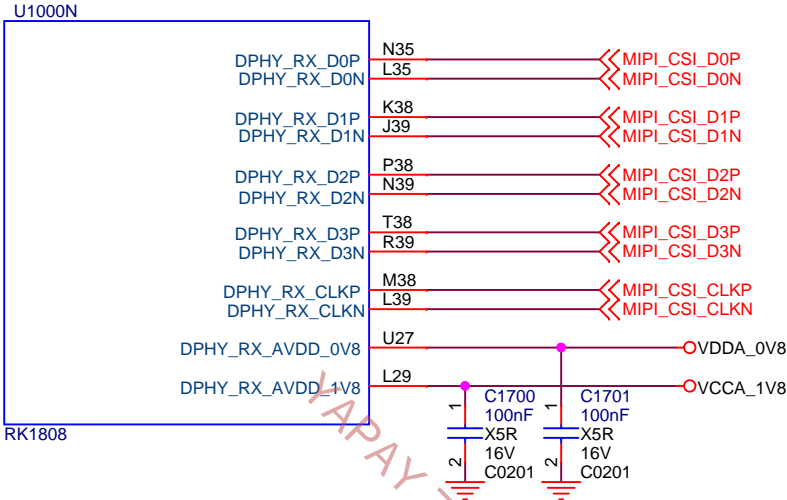 U1000N
DPHY_RX_D0P N35 MIPI_CSI_D0P
DPHY_RX_D0N L35 MIPI_CSI_D0N
DPHY_RX_D1P K38 MIPI_CSI_D1P
DPHY_RX_D1N J39 MIPI_CSI_D1N
DPHY_RX_D2P P38 MIPI_CSI_D2P
DPHY_RX_D2N N39 MIPI_CSI_D2N
DPHY_RX_D3P T38 MIPI_CSI_D3P
DPHY_RX_D3N R39 MIPI_CSI_D3N
DPHY_RX_CLKP M38 MIPI_CSI_CLKP
DPHY_RX_CLKN L39 MIPI_CSI_CLKN
DPHY_RX_AVDD_0V8 U27 VDDA_0V8
DPHY_RX_AVDD_1V8 L29 VCCA_1V8
C1700 C1701
1 100nF 1 100nF
X5R X5R
16V 16V
2 C0201 2 C0201
RK1808
YAPAY